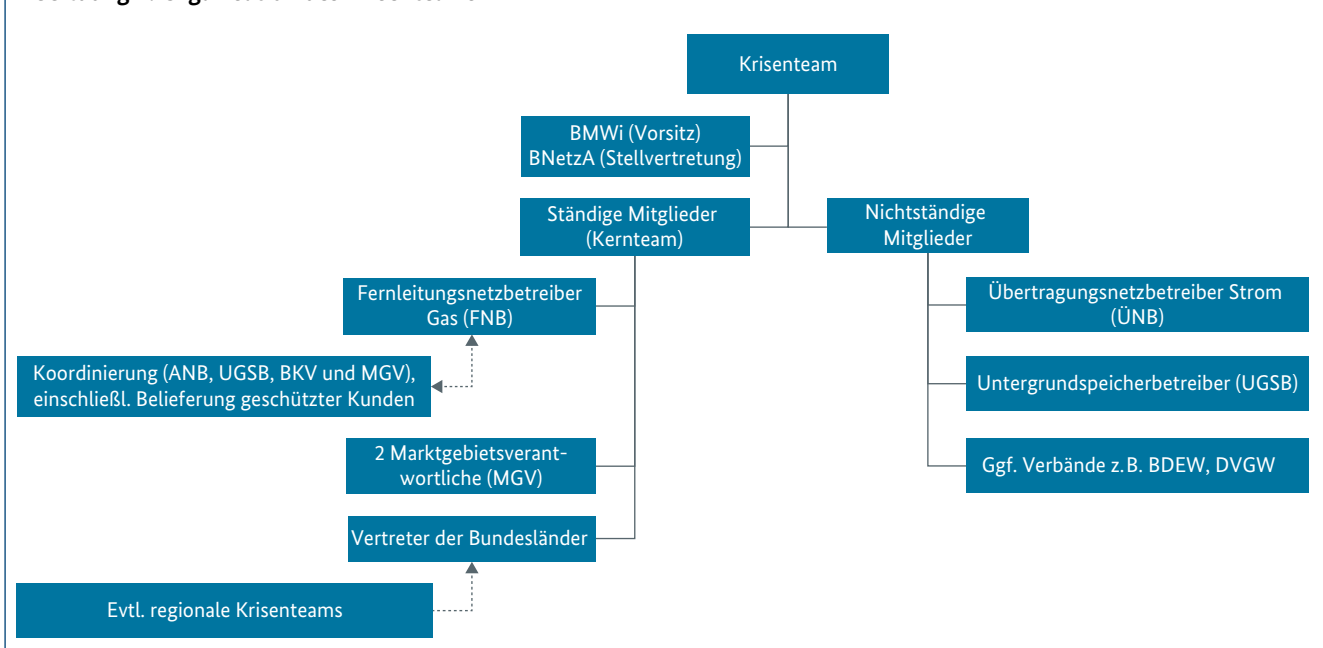 Krisenteam
BMWi (Vorsitz)
BNetzA (Stellvertretung)
Ständige Mitglieder
(Kernteam)
Nichtständige
Mitglieder
Fernleitungsnetzbetreiber
Gas (FNB)
Übertragungsnetzbetreiber Strom
(ÜNB)
Koordinierung (ANB, UGSB, BKV und MGV),
einschließl. Belieferung geschützter Kunden
Untergrundspeicherbetreiber (UGSB)
2 Marktgebietsverant-
wortliche (MGV)
Ggf. Verbände z.B. BDEW, DVGW
Vertreter der Bundesländer
Evtl. regionale Krisenteams